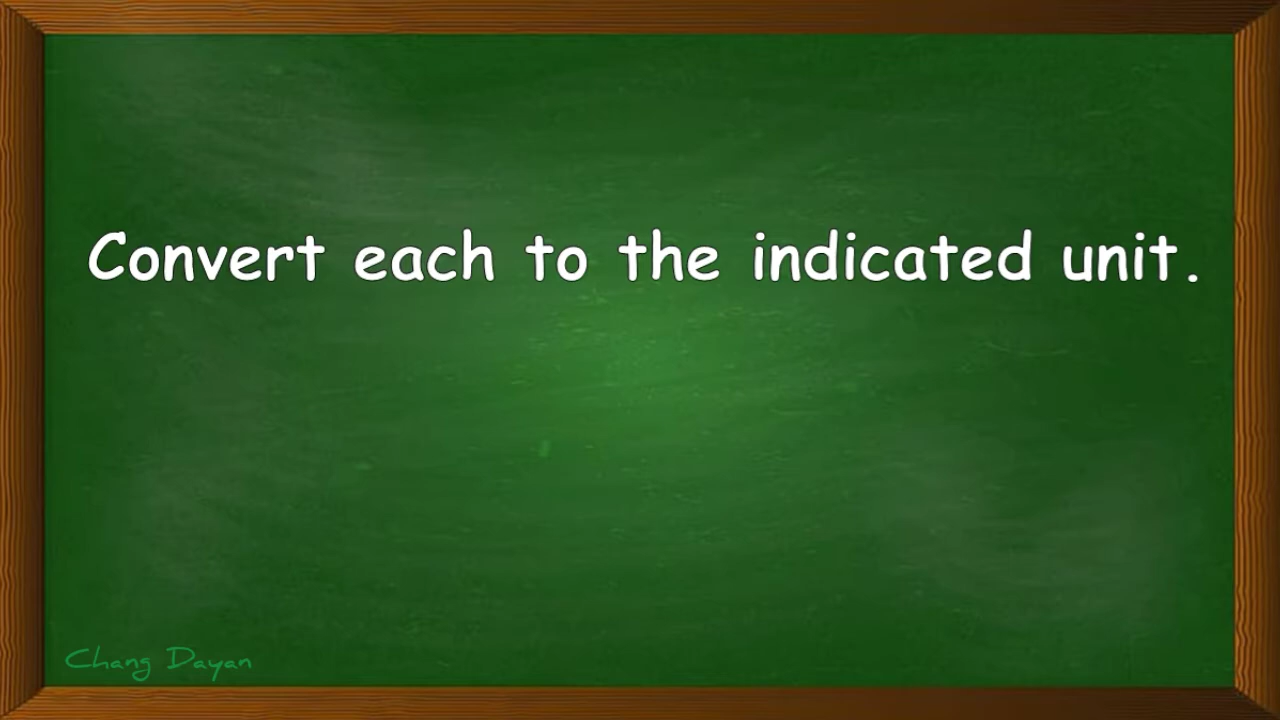 Convert each to the indicated unit.
Chang Dayan